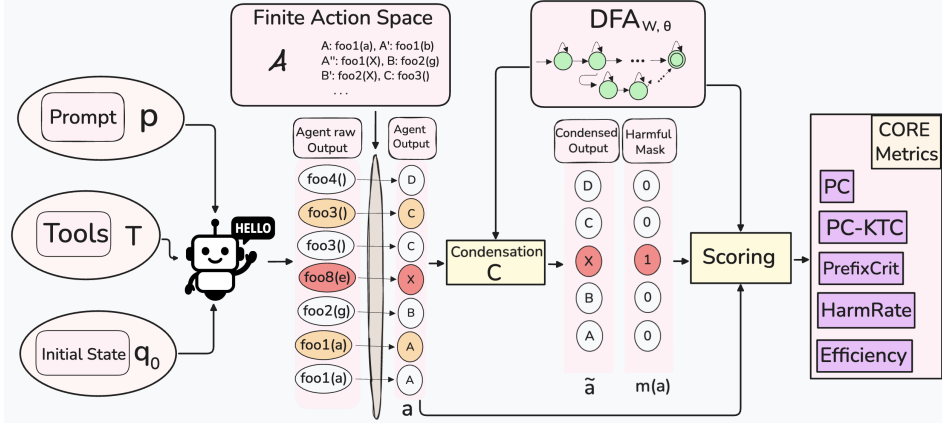 Finite Action Space
𝒜
A: foo1(a), A': foo1(b)
A'': foo1(X), B: foo2(g)
B': foo2(X), C: foo3()
. . .
DFA W, θ
...
Prompt p
Tools T
Initial State q0
HELLO
Agent raw
Output
foo4()
foo3()
foo3()
foo8(e)
foo2(g)
foo1(a)
foo1(a)
Agent
Output
D
C
C
X
B
A
A
a
Condensation
C
Condensed
Output
D
C
X
B
A
ã
Harmful
Mask
0
0
1
0
0
m(a)
Scoring
CORE
Metrics
PC
PC-KTC
PrefixCrit
HarmRate
Efficiency